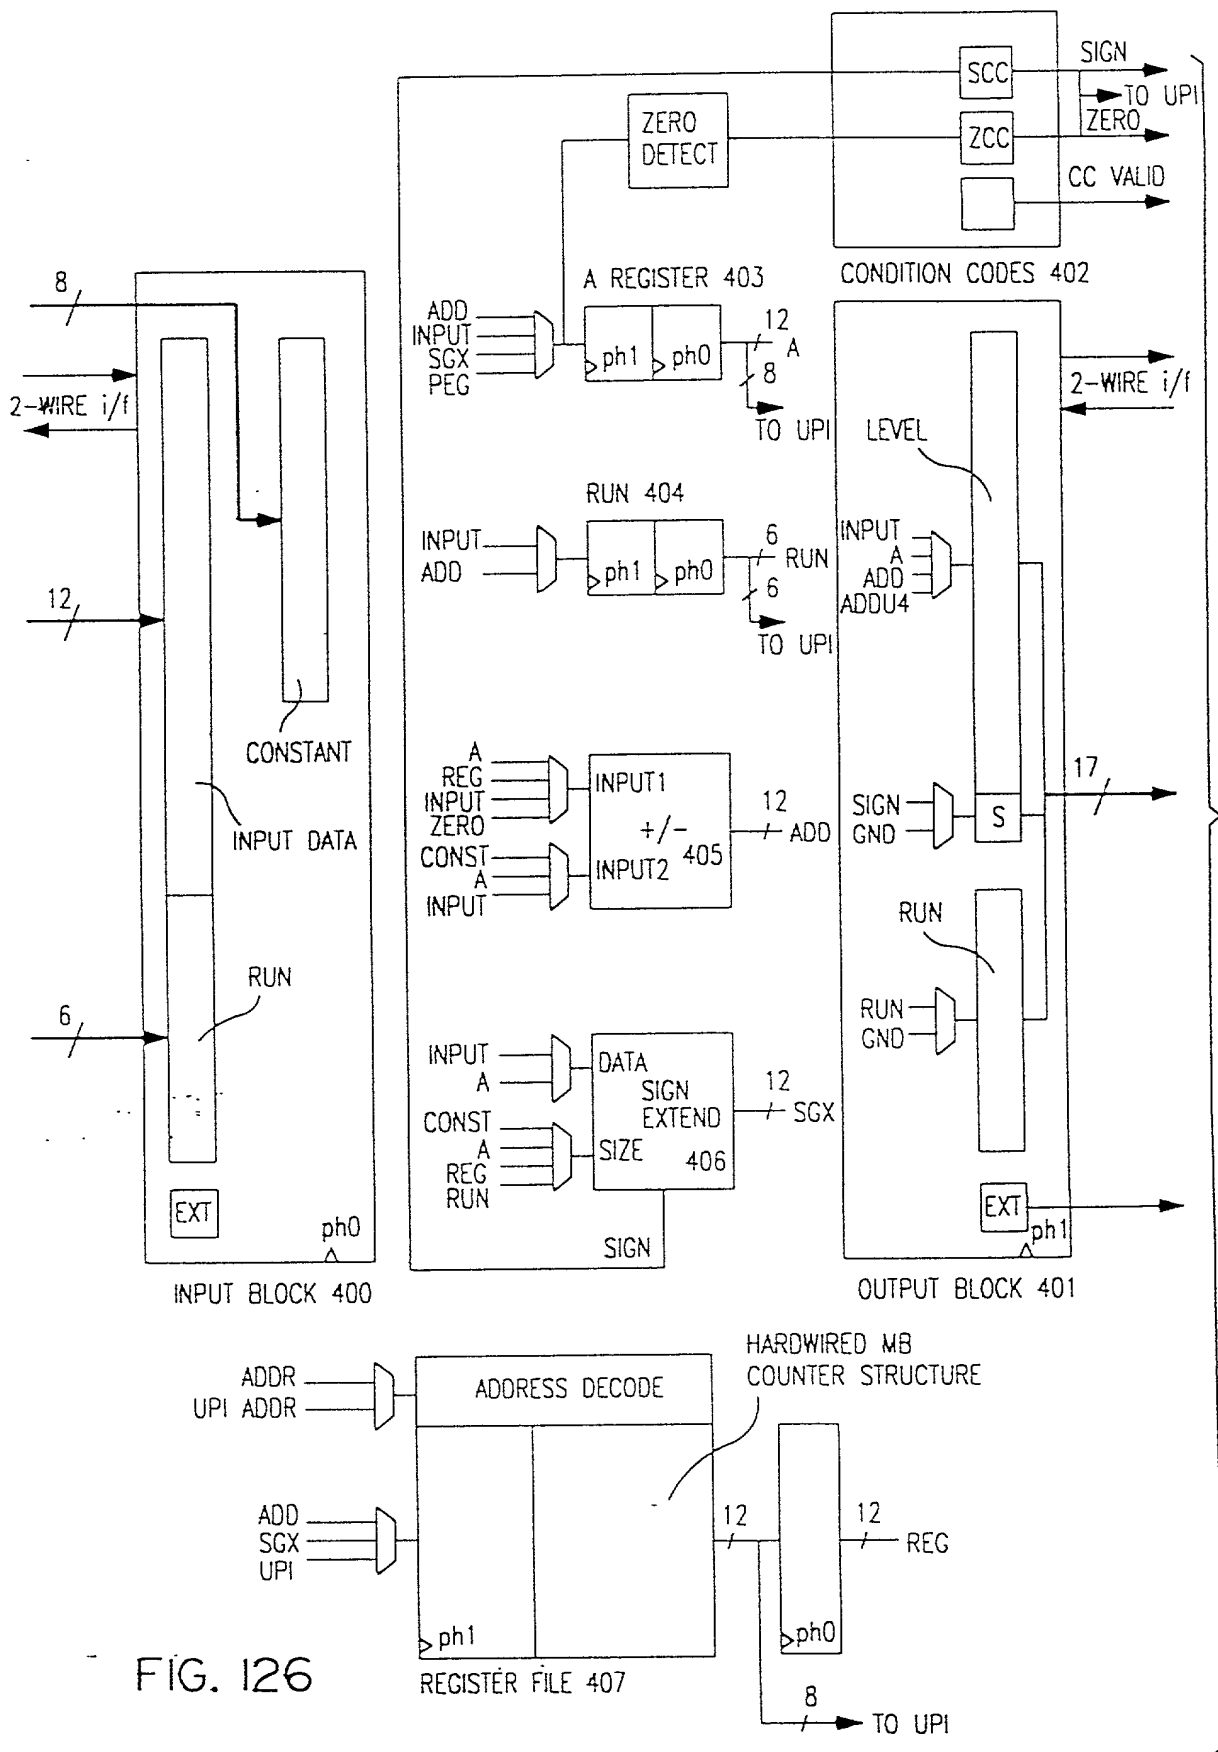 SCC
SIGN
TO UPI
ZERO
DETECT
ZCC
ZERO
CC VALID
CONDITION CODES 402
8
2-WIRE i/f
12
6
CONSTANT
INPUT DATA
RUN
EXT
ph0
INPUT BLOCK 400
A REGISTER 403
ADD
INPUT
SGX
PEG
ph1
ph0
12
A
8
TO UPI
RUN 404
INPUT
ADD
ph1
ph0
6
RUN
6
TO UPI
A
REG
INPUT
ZERO
CONST
A
INPUT
INPUT1
+/-
405
INPUT2
12
ADD
INPUT
A
CONST
A
REG
RUN
DATA
SIGN
EXTEND
SIZE
406
12
SGX
SIGN
2-WIRE i/f
LEVEL
INPUT
A
ADD
ADDU4
SIGN
GND
S
17
RUN
RUN
GND
EXT
ph1
OUTPUT BLOCK 401
HARDWIRED MB
COUNTER STRUCTURE
ADDR
UPI ADDR
ADDRESS DECODE
ADD
SGX
UPI
ph1
12
ph0
12
REG
REGISTER FILE 407
8
TO UPI
FIG. 126